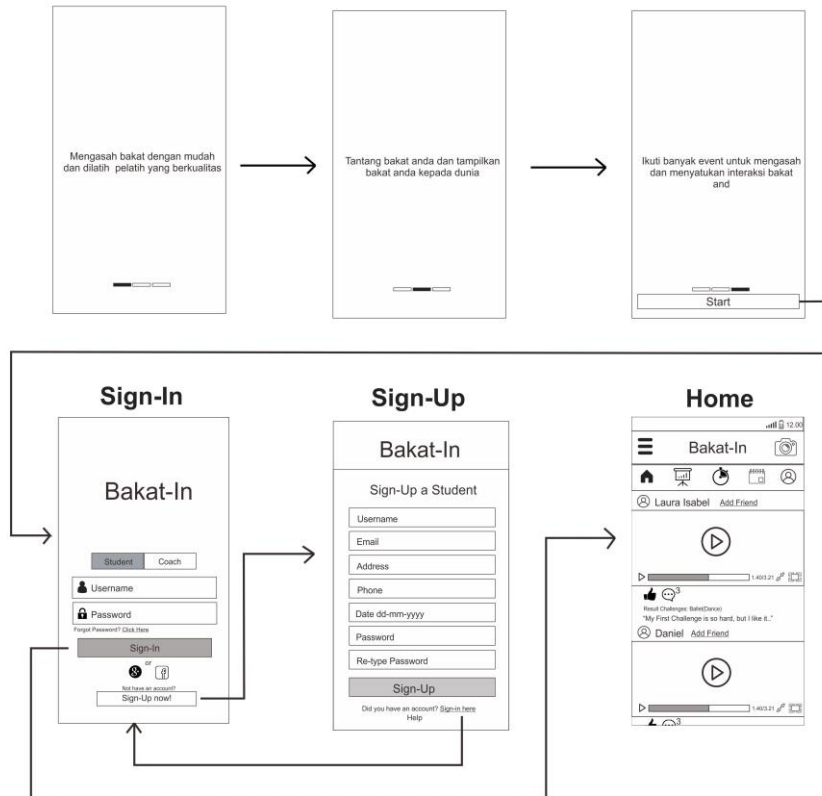 Mengasah bakat dengan mudah
dan dilatih pelatih yang berkualitas
Tantang bakat anda dan tampilkan
bakat anda kepada dunia
Ikuti banyak event untuk mengasah
dan menyatukan interaksi bakat
and
Start
Sign-In
Bakat-In
Student
Coach
Username
Password
Forgot Password? Click Here
Sign-In
or
Not have an account?
Sign-Up now!
Sign-Up
Bakat-In
Sign-Up a Student
Username
Email
Address
Phone
Date dd-mm-yyyy
Password
Re-type Password
Sign-Up
Did you have an account? Sign-in here
Help
Home
12.00
Bakat-In
Laura Isabel Add Friend
1.40/3.21
3
Result Challenges: Ballet(Dance)
"My First Challenge is so hard, but I like it.."
Daniel Add Friend
1.40/3.21
3